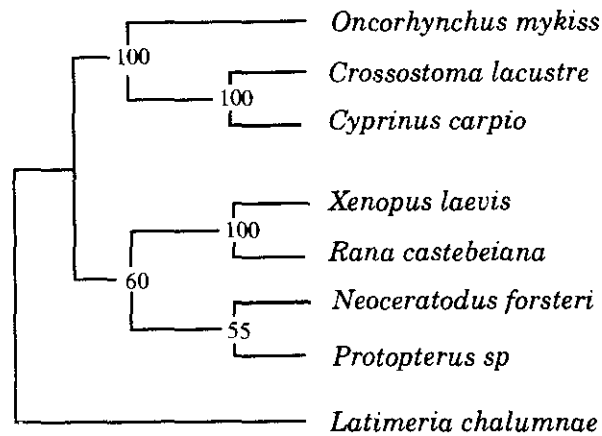 Oncorhynchus mykiss
100
Crossostoma lacustre
100
Cyprinus carpio
Xenopus laevis
100
Rana castebeiana
60
Neoceratodus forsteri
55
Protopterus sp
Latimeria chalumnae